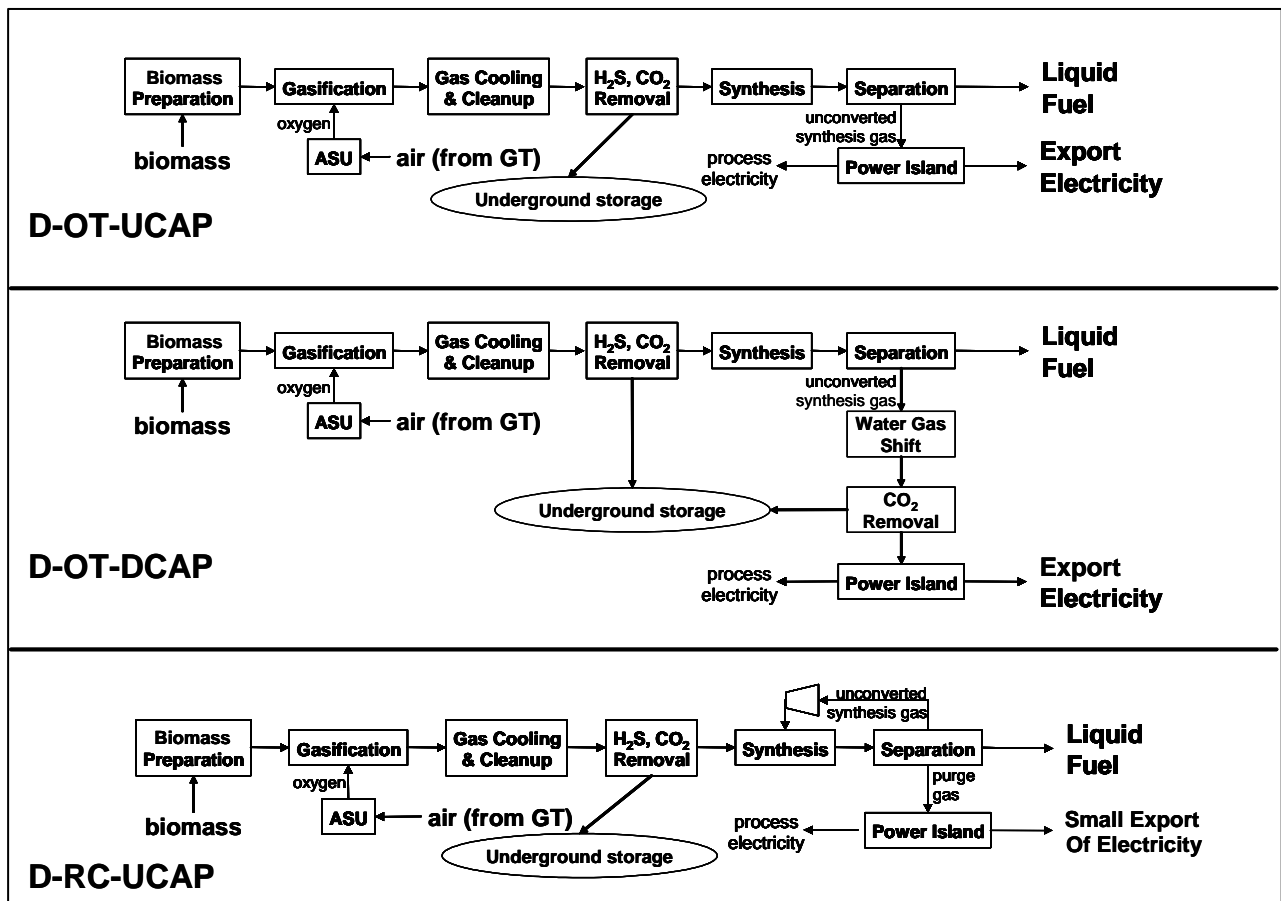 Biomass
Preparation
Gasification
Gas Cooling
& Cleanup
H₂S, CO₂
Removal
Synthesis
Separation
Liquid
Fuel
oxygen
unconverted
synthesis gas
biomass
ASU
air (from GT)
process
electricity
Power Island
Export
Electricity
Underground storage
D-OT-UCAP
Biomass
Preparation
Gasification
Gas Cooling
& Cleanup
H₂S, CO₂
Removal
Synthesis
Separation
Liquid
Fuel
oxygen
unconverted
synthesis gas
biomass
ASU
air (from GT)
Water Gas
Shift
Underground storage
CO₂
Removal
D-OT-DCAP
process
electricity
Power Island
Export
Electricity
unconverted
synthesis gas
Biomass
Preparation
Gasification
Gas Cooling
& Cleanup
H₂S, CO₂
Removal
Synthesis
Separation
Liquid
Fuel
oxygen
purge
gas
biomass
ASU
air (from GT)
process
electricity
Power Island
Small Export
Of Electricity
Underground storage
D-RC-UCAP